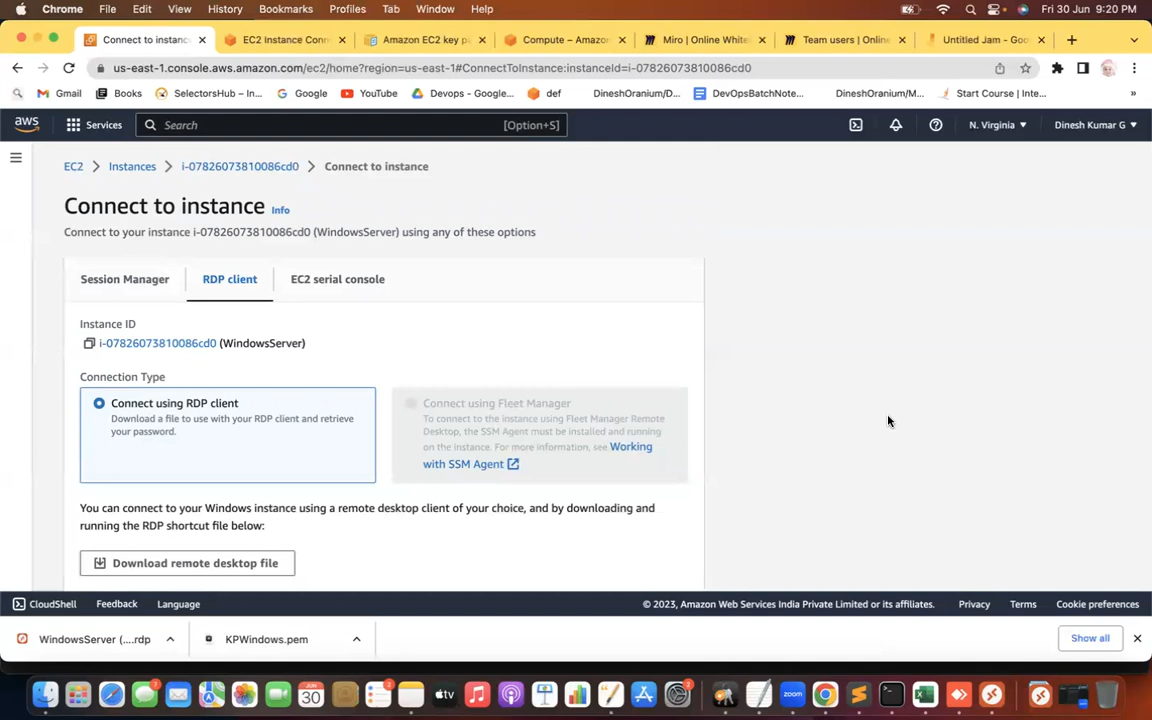 Chrome File Edit View History Bookmarks Profiles Tab Window Help Fri 30 Jun 9:20 PM
Connect to instanc EC2 Instance Conn Amazon EC2 key pa Compute – Amazon Miro | Online White Team users | Online Untitled Jam - Goo
us-east-1.console.aws.amazon.com/ec2/home?region=us-east-1#ConnectToInstance:instanceId=i-07826073810086cd0
Gmail Books SelectorsHub – In... Google YouTube Devops - Google... def DineshOranium/D... DevOpsBatchNote... DineshOranium/M... Start Course | Inte... »
aws Services Search [Option+S] N. Virginia Dinesh Kumar G
EC2 Instances i-07826073810086cd0 Connect to instance
Connect to instance Info
Connect to your instance i-07826073810086cd0 (WindowsServer) using any of these options
Session Manager RDP client EC2 serial console
Instance ID
i-07826073810086cd0 (WindowsServer)
Connection Type
Connect using RDP client
Download a file to use with your RDP client and retrieve
your password.
Connect using Fleet Manager
To connect to the instance using Fleet Manager Remote
Desktop, the SSM Agent must be installed and running
on the instance. For more information, see Working
with SSM Agent
You can connect to your Windows instance using a remote desktop client of your choice, and by downloading and
running the RDP shortcut file below:
Download remote desktop file
CloudShell Feedback Language © 2023, Amazon Web Services India Private Limited or its affiliates. Privacy Terms Cookie preferences
WindowsServer (....rdp KPWindows.pem Show all
JUN
30
tv
zoom